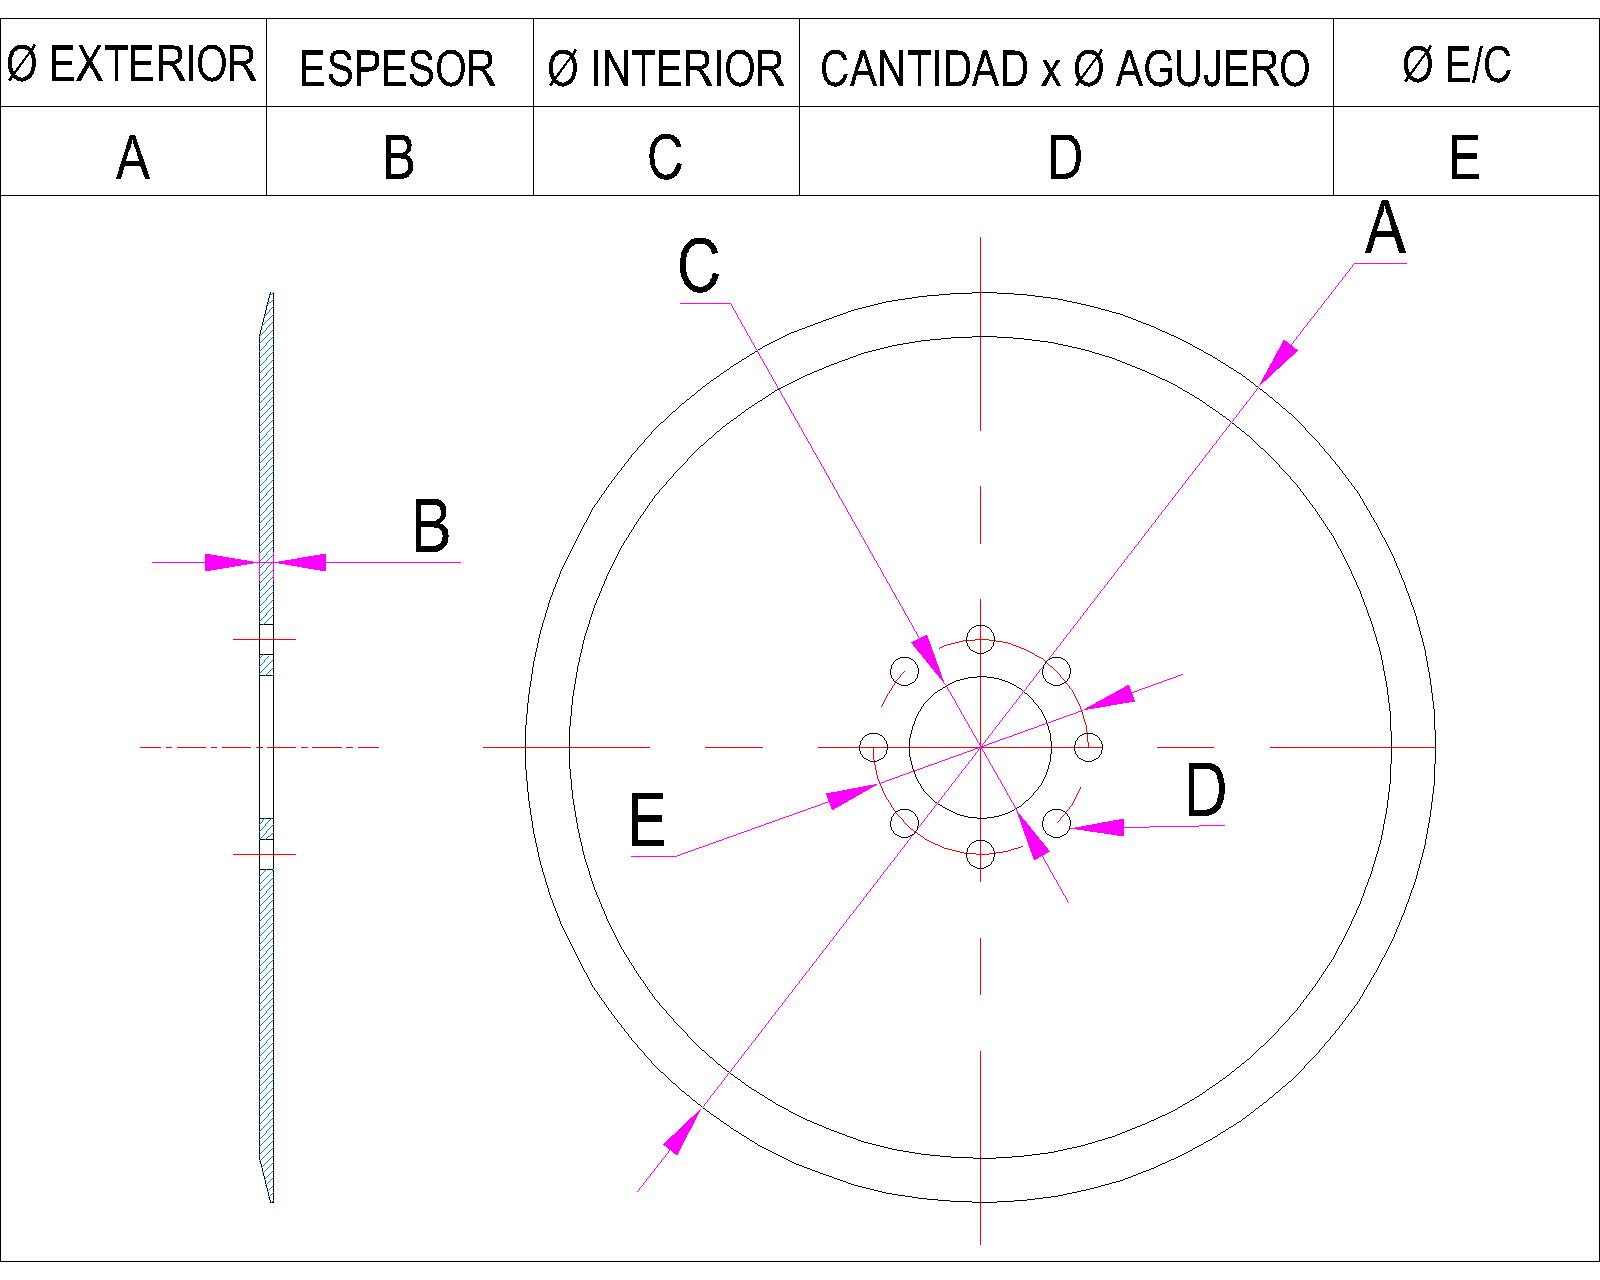 Ø EXTERIOR ESPESOR Ø INTERIOR CANTIDAD x Ø AGUJERO Ø E/C
A B C D E
A
C
B
D
E